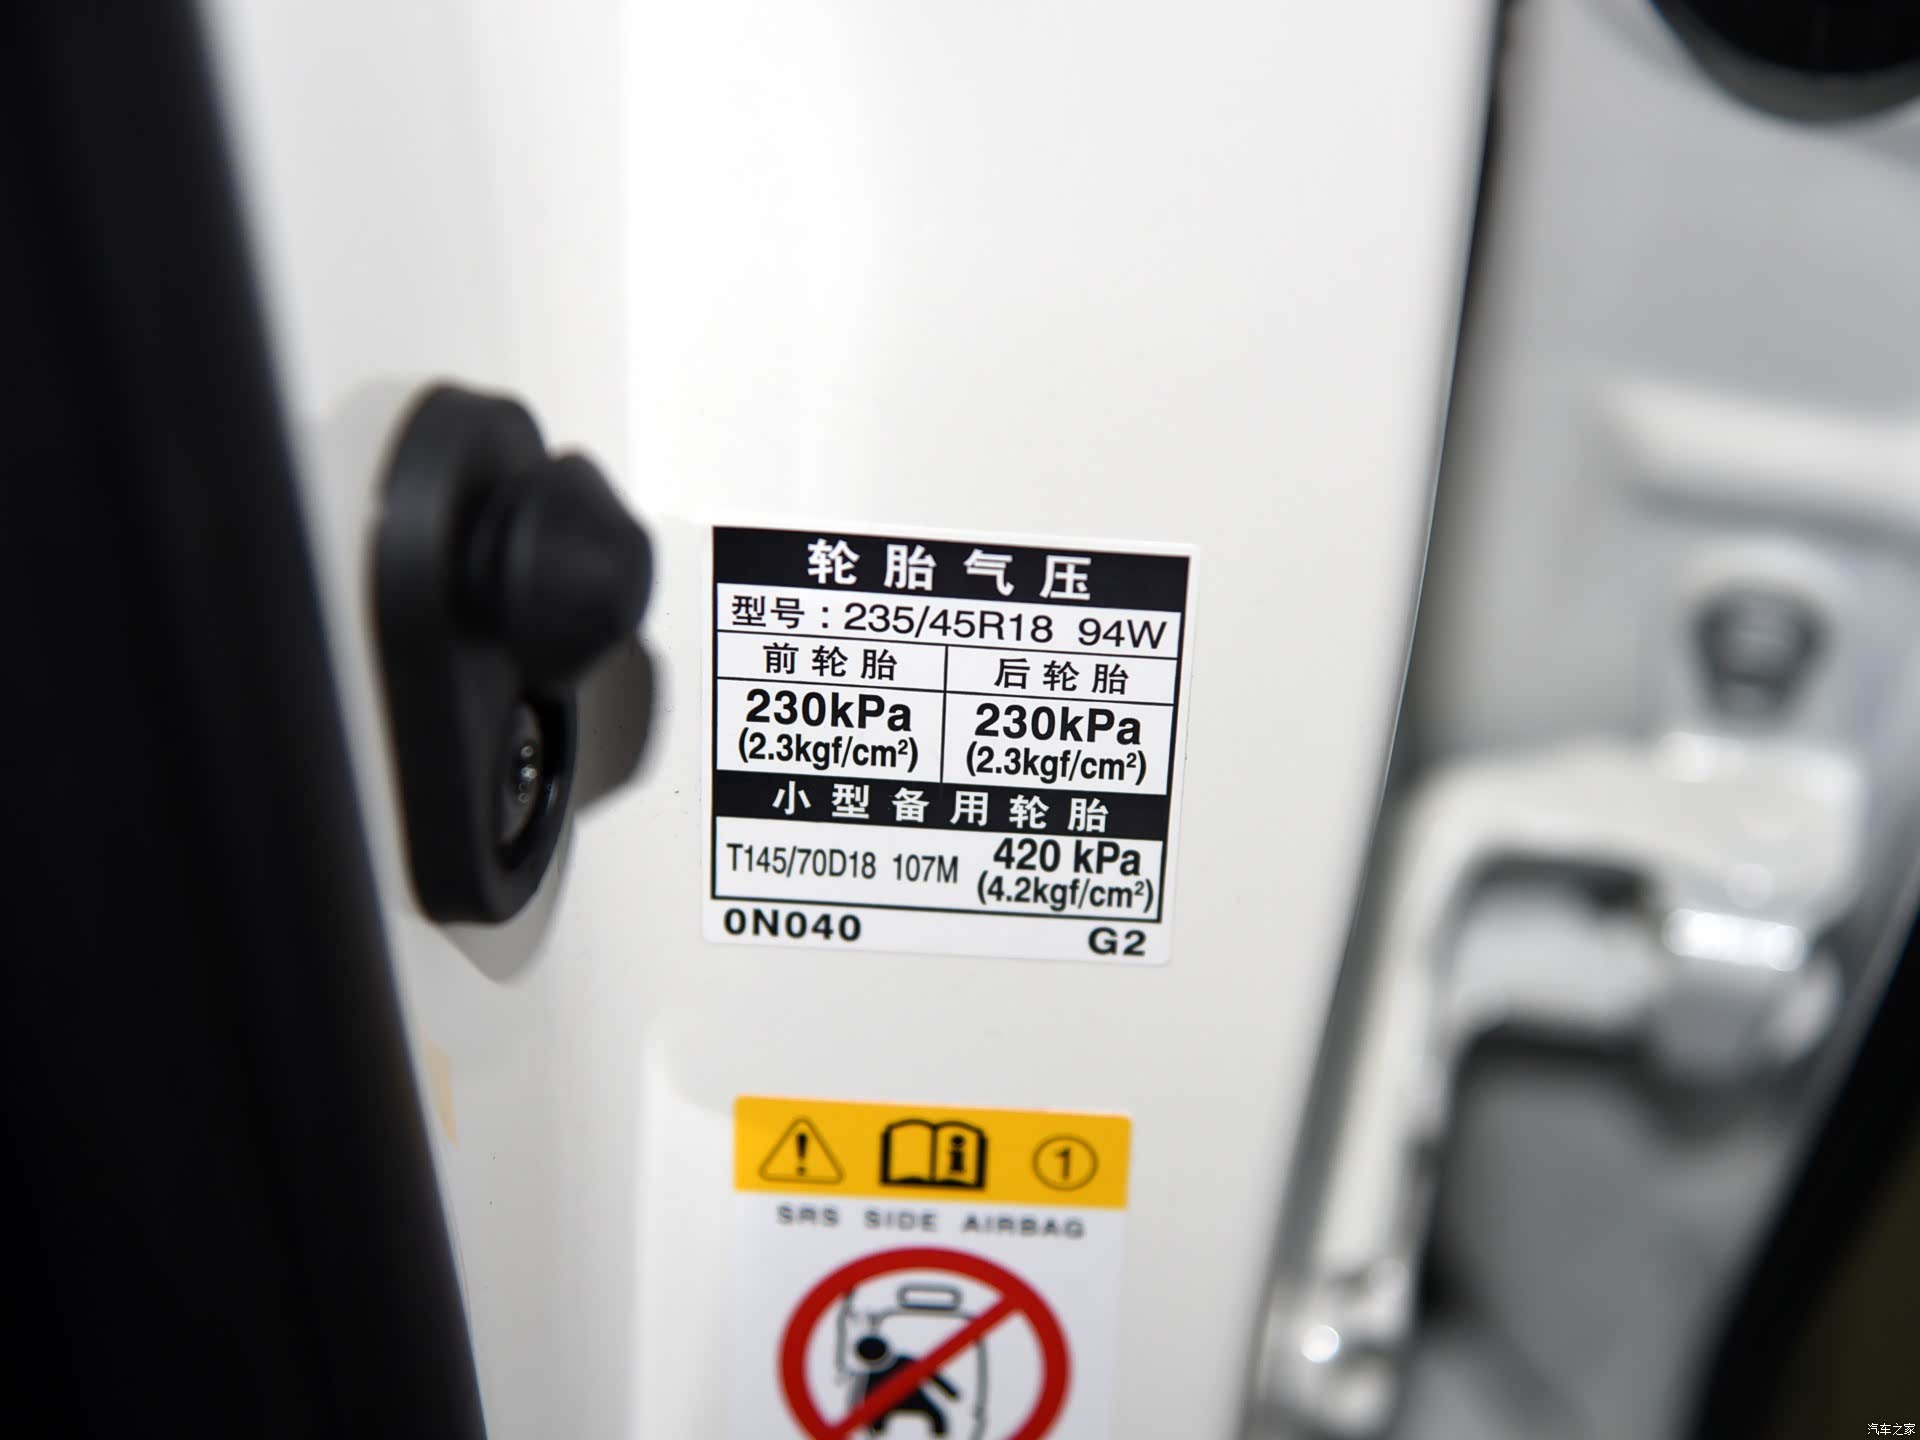 轮胎气压
型号：235/45R18 94W
前轮胎 后轮胎
230kPa 230kPa
(2.3kgf/cm²) (2.3kgf/cm²)
小型备用轮胎
T145/70D18 107M 420 kPa
(4.2kgf/cm²)
0N040 G2
1
SRS SIDE AIRBAG
汽车之家